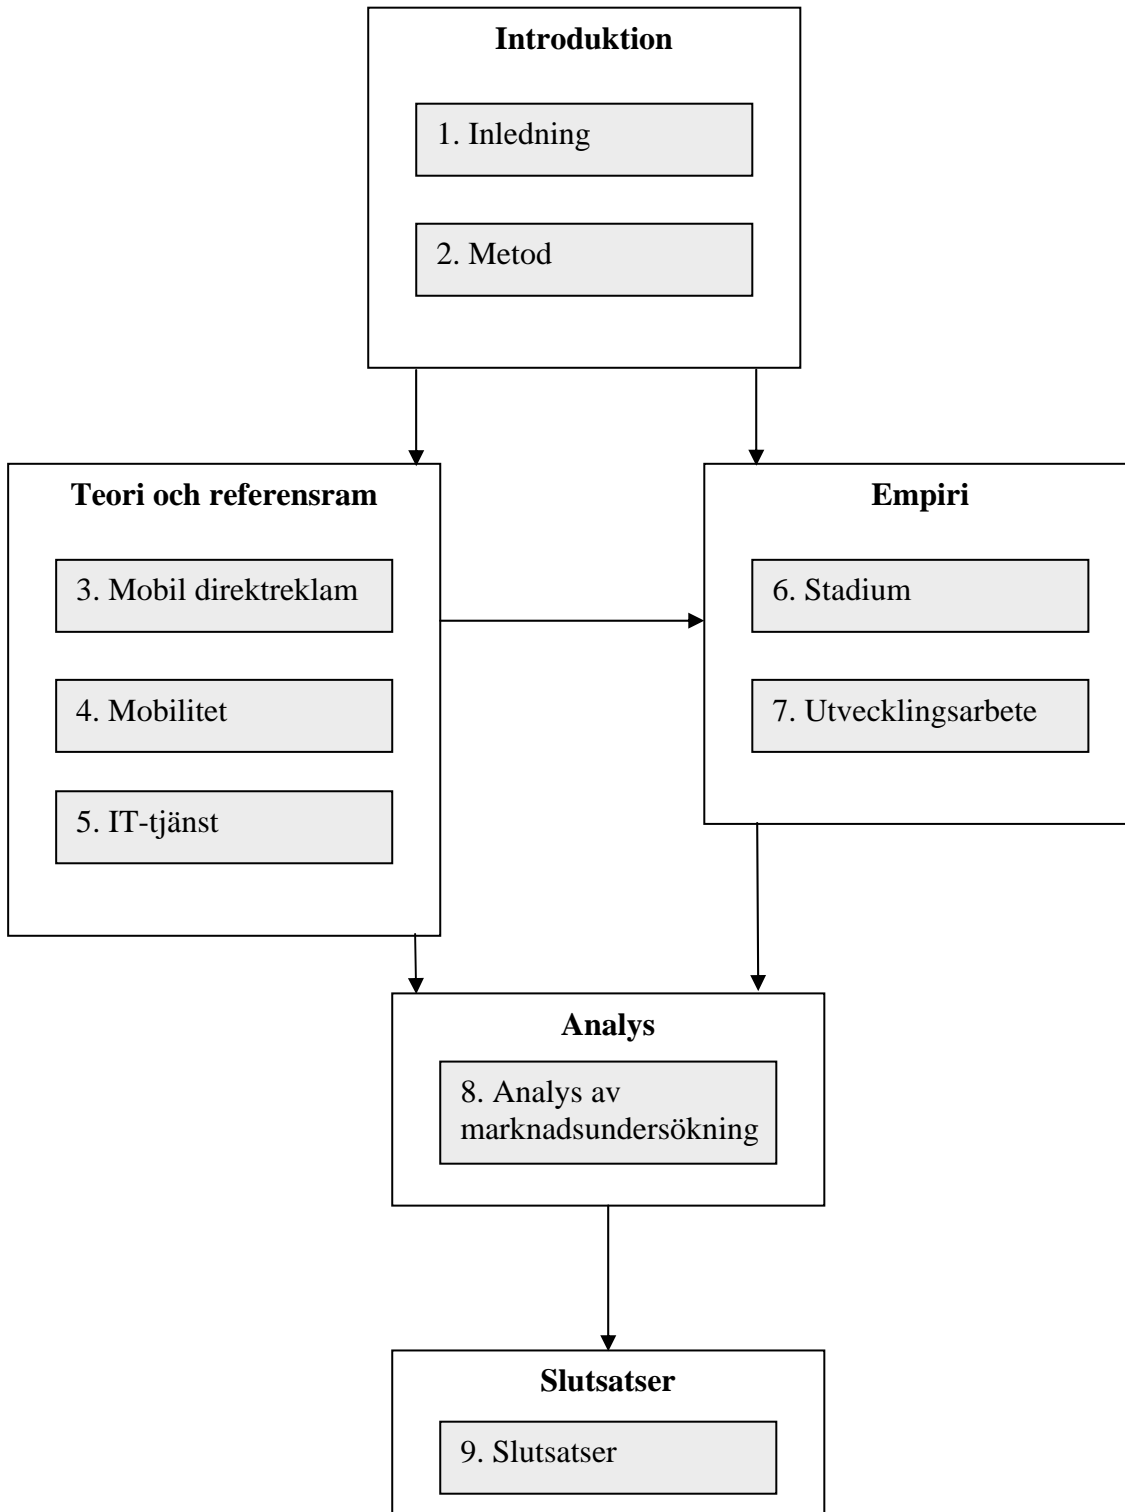 Introduktion
1. Inledning
2. Metod
Teori och referensram
3. Mobil direktreklam
4. Mobilitet
5. IT-tjänst
Empiri
6. Stadium
7. Utvecklingsarbete
Analys
8. Analys av
marknadsundersökning
Slutsatser
9. Slutsatser